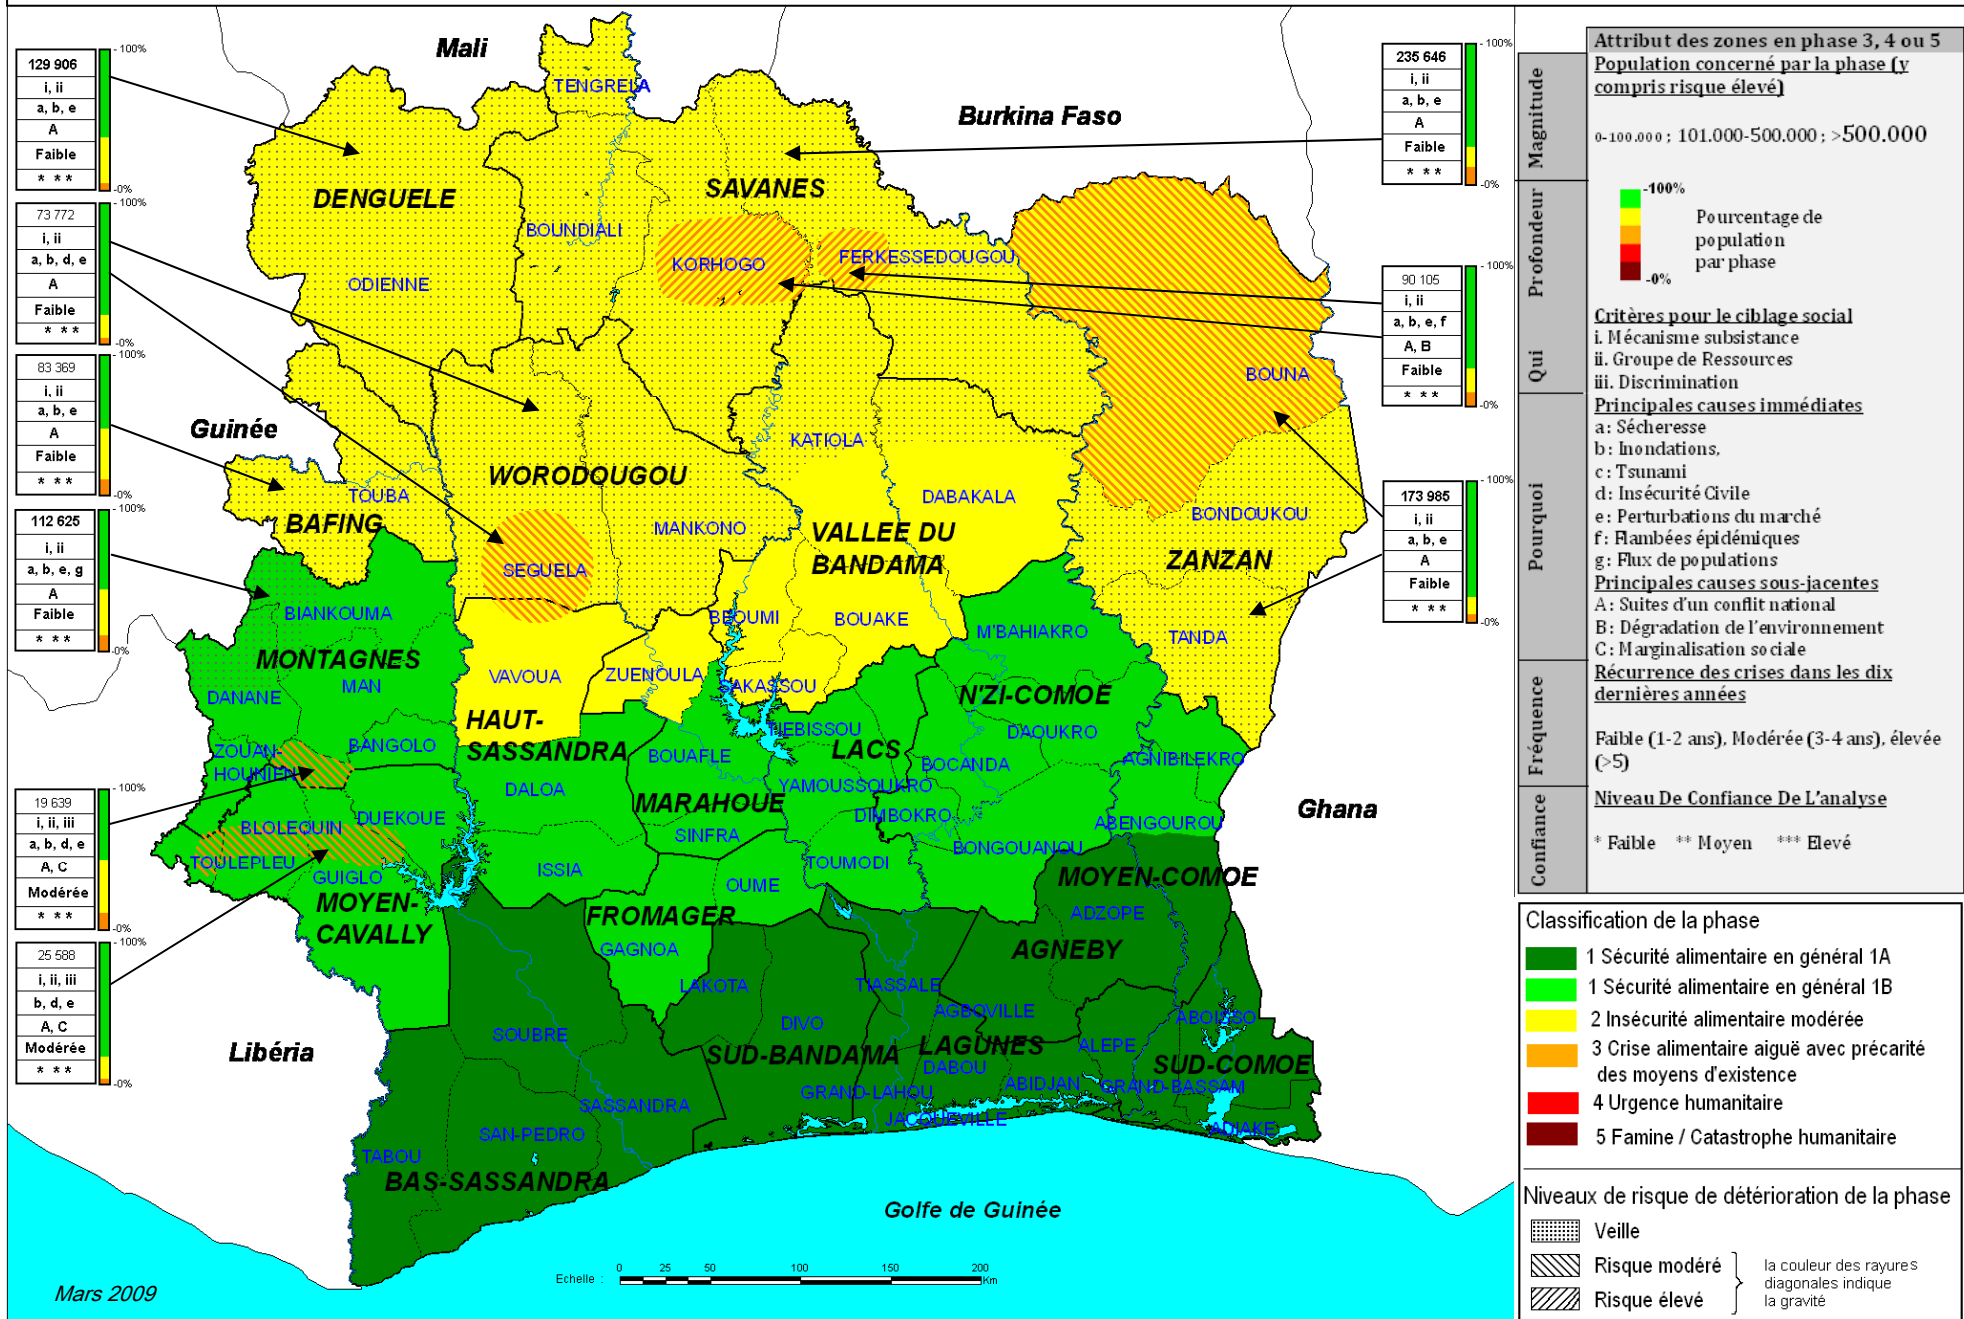 Mali
Burkina Faso
Guinée
Ghana
Libéria
Golfe de Guinée
Mars 2009
129 906
i, ii
a, b, e
A
Faible
* * *
- 100%
-0%
73 772
i, ii
a, b, d, e
A
Faible
* * *
- 100%
-0%
83 369
i, ii
a, b, e
A
Faible
* * *
- 100%
-0%
112 625
i, ii
a, b, e, g
A
Faible
* * *
- 100%
-0%
19 639
i, ii, iii
a, b, d, e
A, C
Modérée
* * *
- 100%
-0%
25 588
i, ii, iii
b, d, e
A, C
Modérée
* * *
- 100%
-0%
235 646
i, ii
a, b, e
A
Faible
* * *
- 100%
-0%
90 105
i, ii
a, b, e, f
A, B
Faible
* * *
- 100%
-0%
173 985
i, ii
a, b, e
A
Faible
* * *
- 100%
-0%
TENGRELA
DENGUELE
SAVANES
BOUNDIALI
KORHOGO
FERKESSEDOUGOU
ODIENNE
BOUNA
KATIOLA
WORODOUGOU
TOUBA
BAFING
DABAKALA
MANKONO
VALLEE DU
BANDAMA
BONDOUKOU
ZANZAN
SEGUELA
BIANKOUMA
BEOUMI
BOUAKE
M'BAHIAKRO
TANDA
MONTAGNES
MAN
DANANE
VAVOUA
ZUENOULA
SAKASSOU
N'ZI-COMOE
HAUT-
SASSANDRA
TIEBISSOU
DAOUKRO
ZOUAN-
HOUNIEN
BANGOLO
BOUAFLE
LACS
BOCANDA
AGNIBILEKRO
DALOA
YAMOUSSOUKRO
MARAHOUE
DIMBOKRO
ABENGOUROU
BLOLEQUIN
DUEKOUE
SINFRA
BONGOUANOU
TOULEPLEU
GUIGLO
ISSIA
OUME
TOUMODI
MOYEN-COMOE
MOYEN-
CAVALLY
FROMAGER
GAGNOA
ADZOPE
AGNEBY
LAKOTA
TIASSALE
AGBOVILLE
ABOISSO
SOUBRE
DIVO
SUD-BANDAMA
LAGUNES
ALEPE
SUD-COMOE
DABOU
GRAND-LAHOU
ABIDJAN
GRAND-BASSAM
SASSANDRA
JACQUEVILLE
ADIAKE
SAN-PEDRO
TABOU
BAS-SASSANDRA
Echelle :
0 25 50 100 150 200
Km
Attribut des zones en phase 3, 4 ou 5
Magnitude
Population concerné par la phase (y
compris risque élevé)
0-100.000 ; 101.000-500.000 ; >500.000
Profondeur
-100%
Pourcentage de
population
par phase
-0%
Qui
Critères pour le ciblage social
i. Mécanisme subsistance
ii. Groupe de Ressources
iii. Discrimination
Pourquoi
Principales causes immédiates
a : Sécheresse
b : Inondations,
c : Tsunami
d : Insécurité Civile
e : Perturbations du marché
f : Flambées épidémiques
g : Flux de populations
Principales causes sous-jacentes
A : Suites d'un conflit national
B : Dégradation de l'environnement
C : Marginalisation sociale
Fréquence
Récurrence des crises dans les dix
dernières années
Faible (1-2 ans), Modérée (3-4 ans), élevée
(>5)
Confiance
Niveau De Confiance De L'analyse
* Faible ** Moyen *** Elevé
Classification de la phase
1 Sécurité alimentaire en général 1A
1 Sécurité alimentaire en général 1B
2 Insécurité alimentaire modérée
3 Crise alimentaire aiguë avec précarité
des moyens d'existence
4 Urgence humanitaire
5 Famine / Catastrophe humanitaire
Niveaux de risque de détérioration de la phase
Veille
Risque modéré
Risque élevé
la couleur des rayures
diagonales indique
la gravité